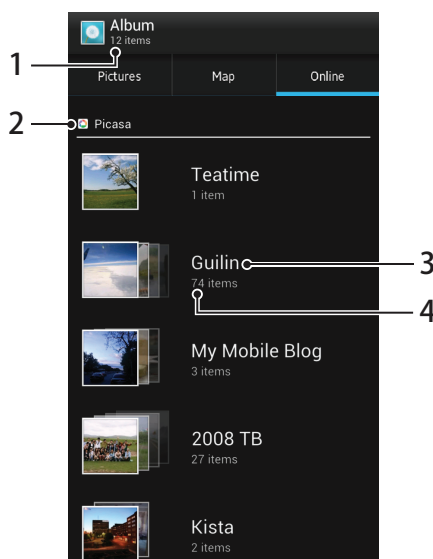 Album
12 items
1
Pictures Map Online
2
Picasa
Teatime
1 item
Guilin
3
74 items
4
My Mobile Blog
3 items
2008 TB
27 items
Kista
2 items